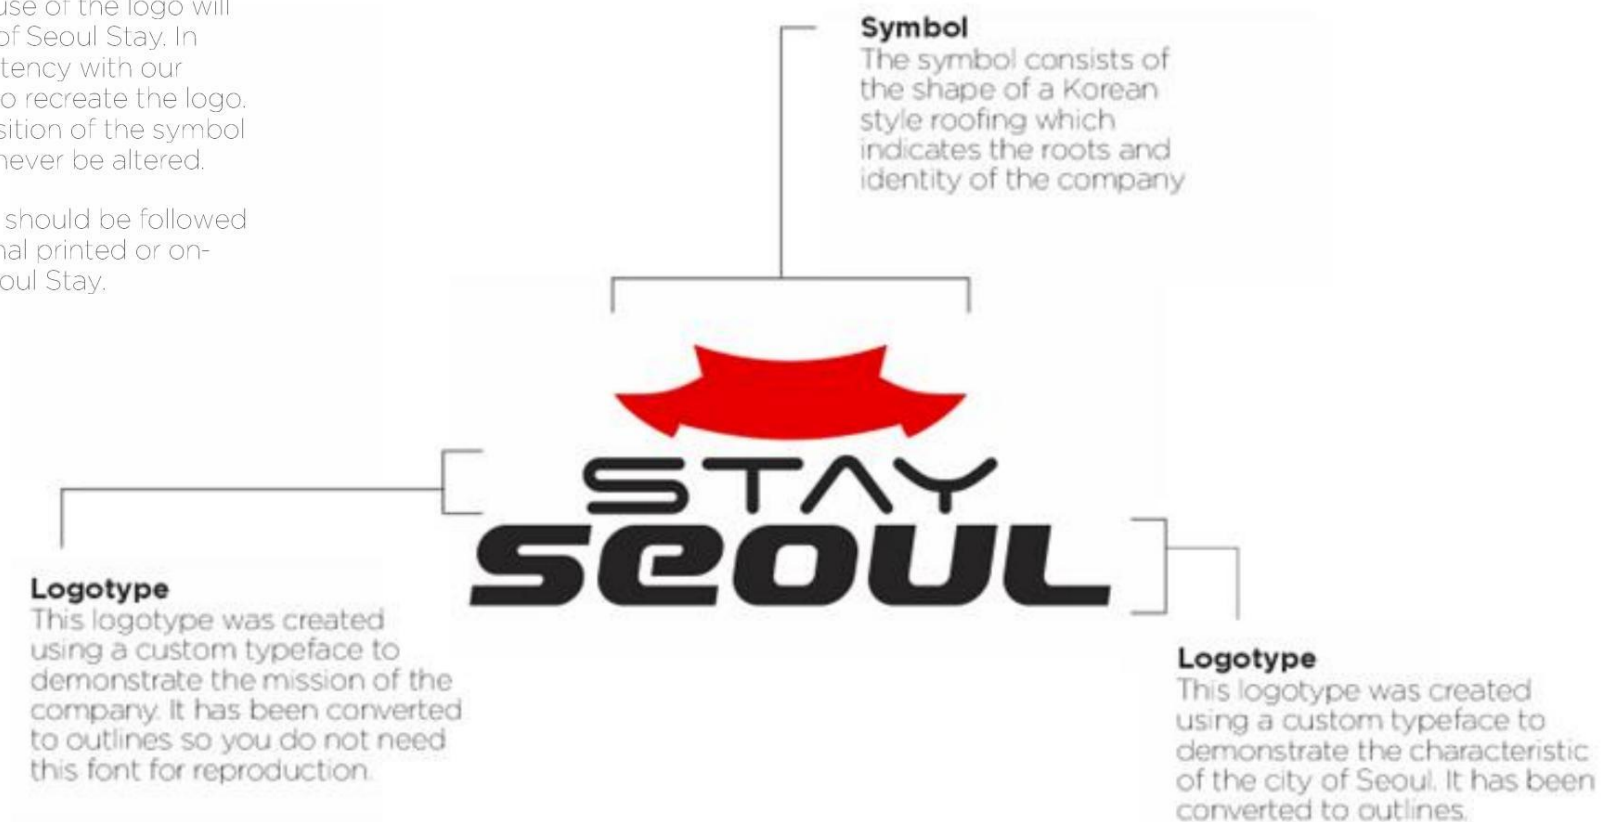 use of the logo will
of Seoul Stay. In
tency with our
o recreate the logo.
sition of the symbol
never be altered.
should be followed
nal printed or on-
oul Stay.
Symbol
The symbol consists of
the shape of a Korean
style roofing which
indicates the roots and
identity of the company
STAY
SEOUL
Logotype
This logotype was created
using a custom typeface to
demonstrate the mission of the
company. It has been converted
to outlines so you do not need
this font for reproduction.
Logotype
This logotype was created
using a custom typeface to
demonstrate the characteristic
of the city of Seoul. It has been
converted to outlines.